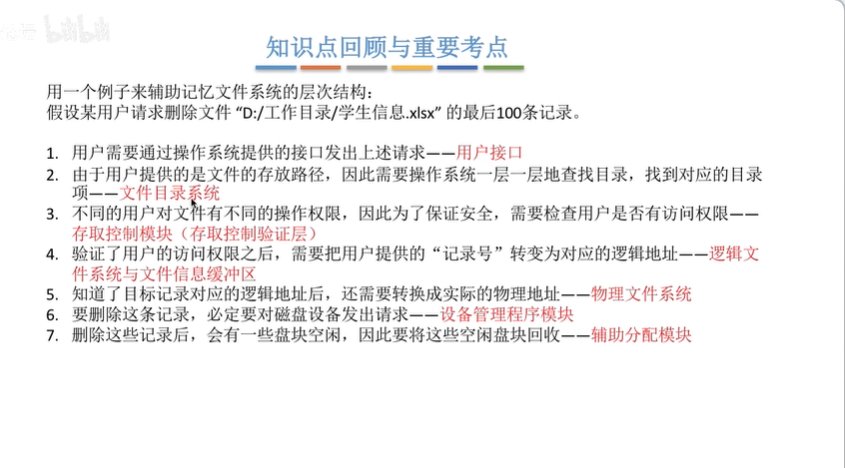 bilibili
知识点回顾与重要考点
用一个例子来辅助记忆文件系统的层次结构：
假设某用户请求删除文件 “D:/工作目录/学生信息.xlsx” 的最后100条记录。
1. 用户需要通过操作系统提供的接口发出上述请求——用户接口
2. 由于用户提供的是文件的存放路径，因此需要操作系统一层一层地查找目录，找到对应的目录
项——文件目录系统
3. 不同的用户对文件有不同的操作权限，因此为了保证安全，需要检查用户是否有访问权限——
存取控制模块（存取控制验证层）
4. 验证了用户的访问权限之后，需要把用户提供的“记录号”转变为对应的逻辑地址——逻辑文
件系统与文件信息缓冲区
5. 知道了目标记录对应的逻辑地址后，还需要转换成实际的物理地址——物理文件系统
6. 要删除这条记录，必定要对磁盘设备发出请求——设备管理程序模块
7. 删除这些记录后，会有一些盘块空闲，因此要将这些空闲盘块回收——辅助分配模块